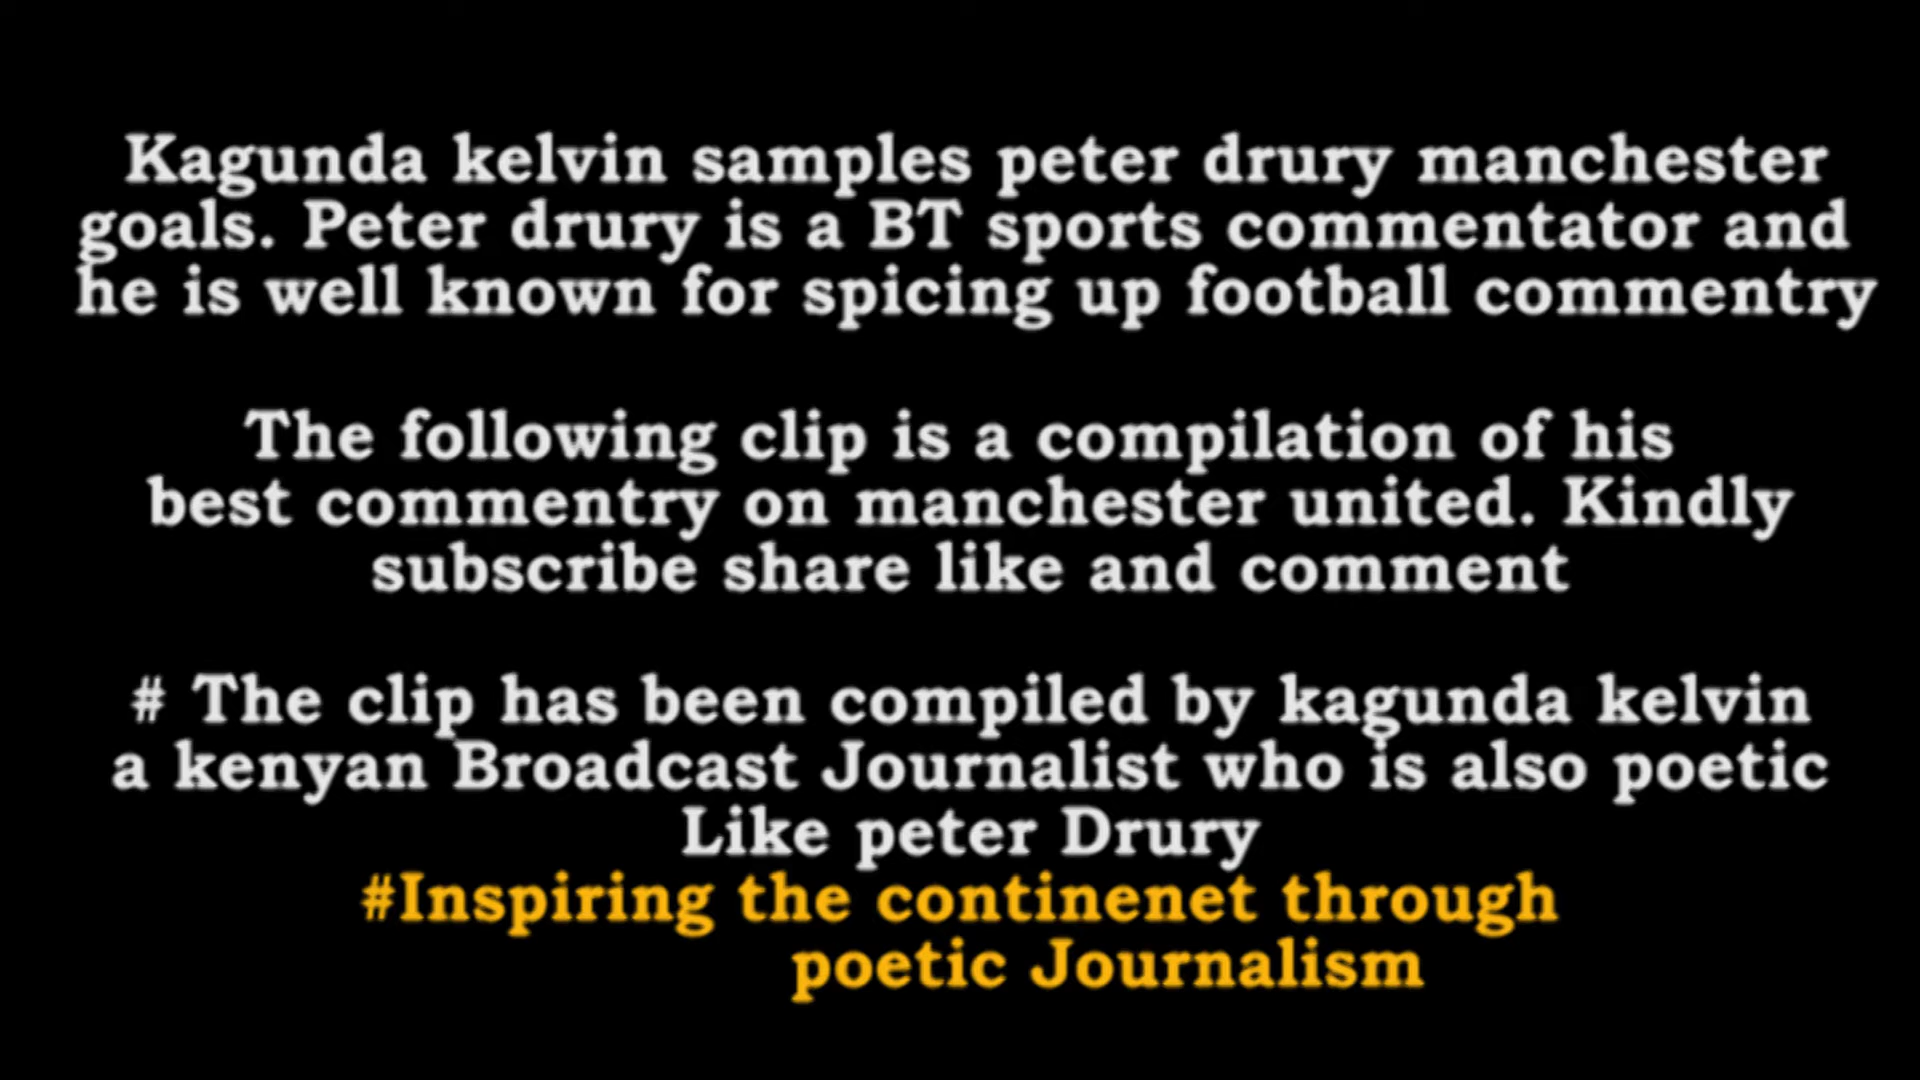 Kagunda kelvin samples peter drury manchester
goals. Peter drury is a BT sports commentator and
he is well known for spicing up football commentry
The following clip is a compilation of his
best commentry on manchester united. Kindly
subscribe share like and comment
# The clip has been compiled by kagunda kelvin
a kenyan Broadcast Journalist who is also poetic
Like peter Drury
#Inspiring the continenet through
poetic Journalism